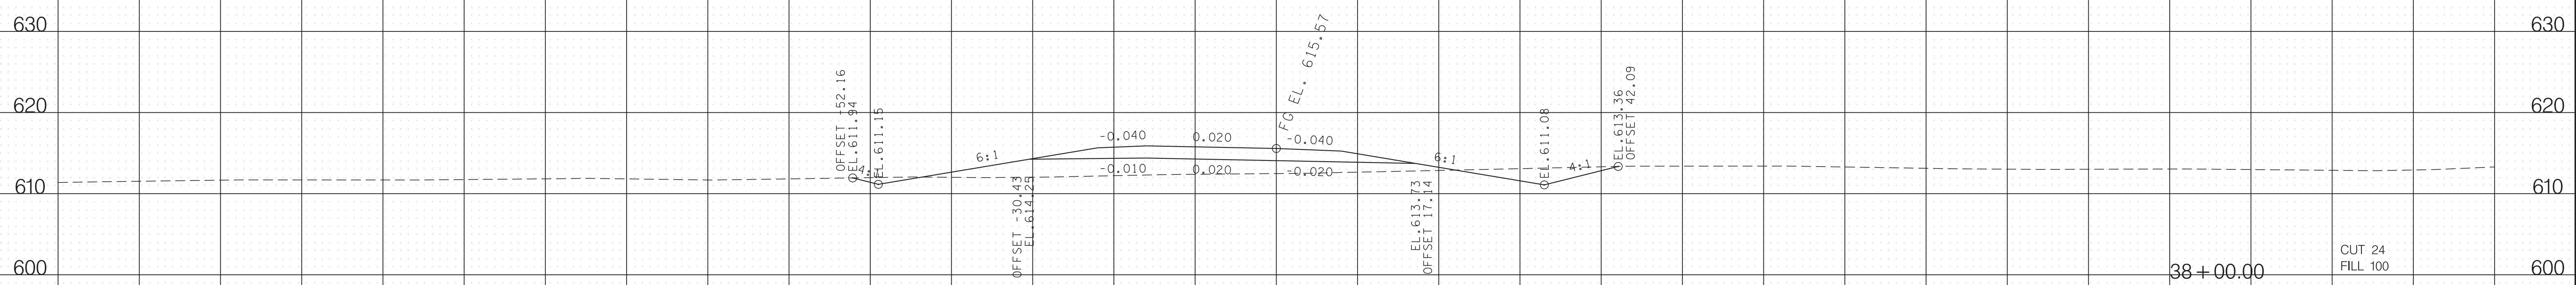 630
630
620
620
610
610
600
600
OFFSET -52.16
EL.611.94
EL.611.15
4:1
6:1
-0.040
0.020
FG EL. 615.57
-0.040
-0.010
0.020
-0.020
OFFSET -30.43
EL.614.25
EL.613.73
OFFSET 17.14
6:1
EL.611.08
4:1
EL.613.36
OFFSET 42.09
38+00.00
CUT 24
FILL 100